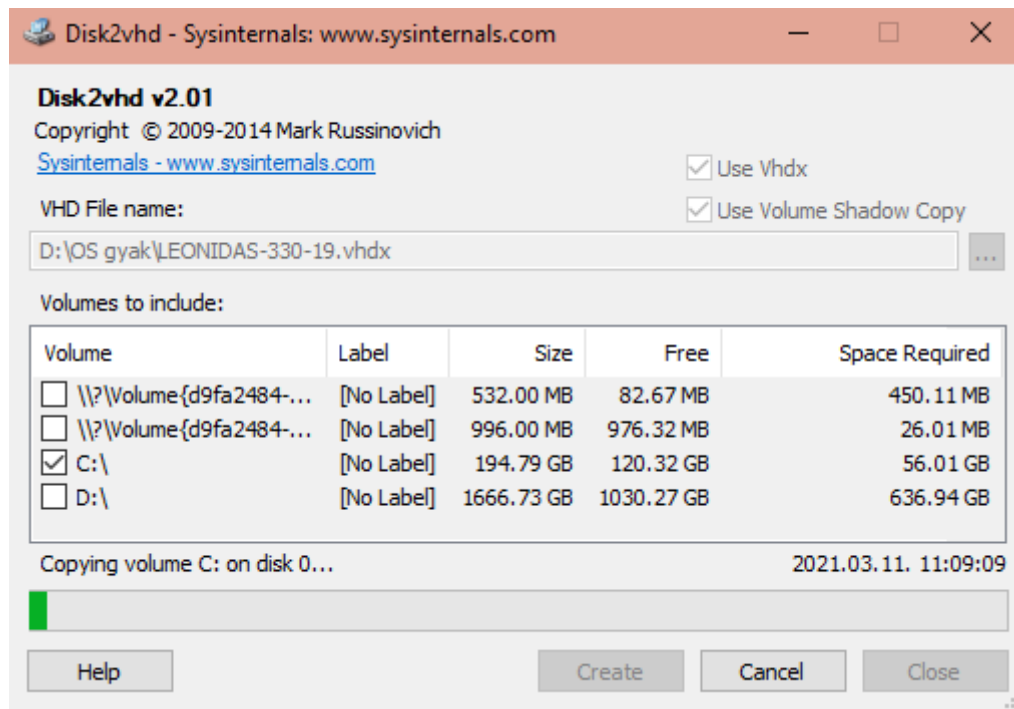 Disk2vhd - Sysinternals: www.sysinternals.com
Disk2vhd v2.01
Copyright © 2009-2014 Mark Russinovich
Sysinternals - www.sysinternals.com
Use Vhdx
VHD File name:
Use Volume Shadow Copy
D:\OS gyak\LEONIDAS-330-19.vhdx
...
Volumes to include:
Volume Label Size Free Space Required
\\?\Volume{d9fa2484-... [No Label] 532.00 MB 82.67 MB 450.11 MB
\\?\Volume{d9fa2484-... [No Label] 996.00 MB 976.32 MB 26.01 MB
C:\ [No Label] 194.79 GB 120.32 GB 56.01 GB
D:\ [No Label] 1666.73 GB 1030.27 GB 636.94 GB
Copying volume C: on disk 0... 2021.03.11. 11:09:09
Help Create Cancel Close